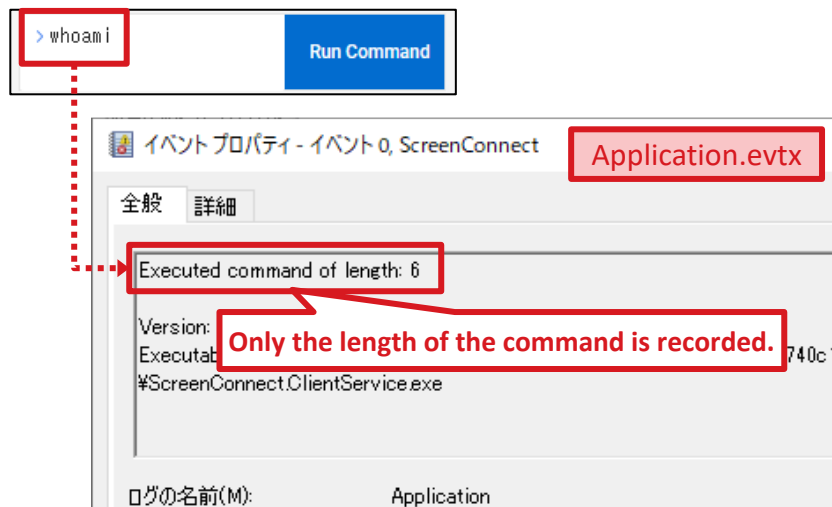 > whoami
Run Command
イベント プロパティ - イベント 0, ScreenConnect
Application.evtx
全般 詳細
Executed command of length: 6
Version:
Only the length of the command is recorded.
740c
¥ScreenConnect.ClientService.exe
ログの名前(M): Application